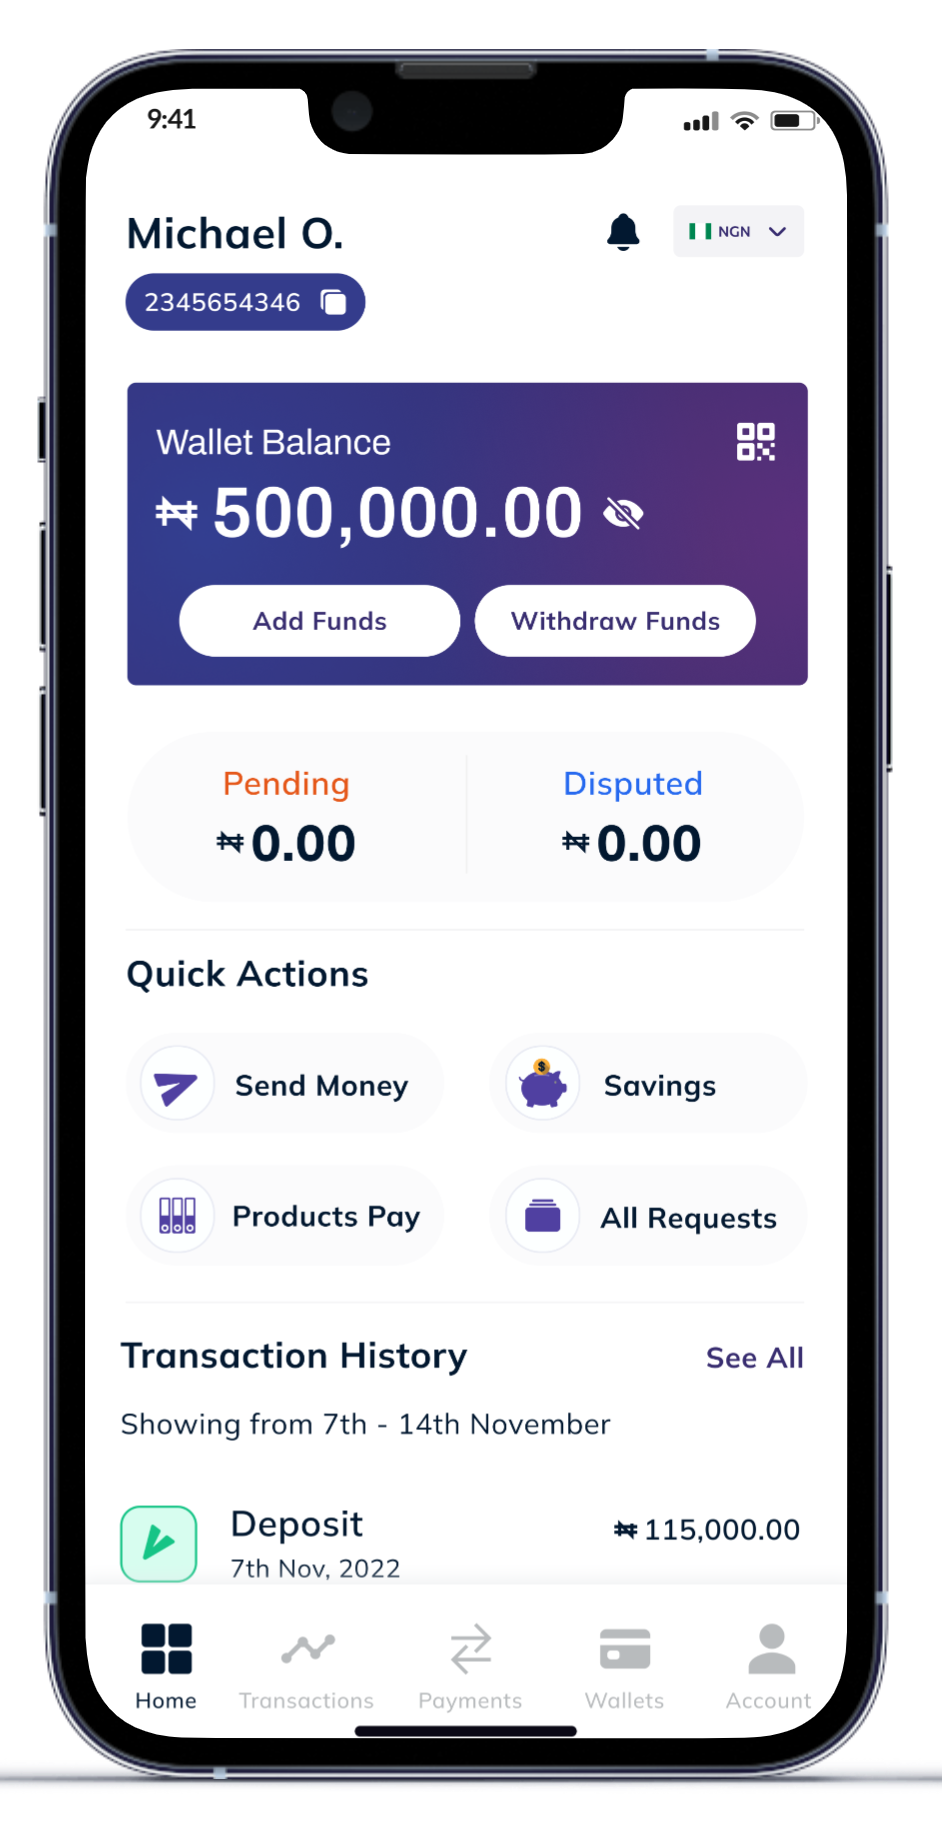 9:41
Michael O.
NGN
2345654346
Wallet Balance
₦ 500,000.00
Add Funds
Withdraw Funds
Pending
Disputed
₦ 0.00
₦ 0.00
Quick Actions
Send Money
Savings
$
Products Pay
All Requests
Transaction History
See All
Showing from 7th - 14th November
Deposit
₦ 115,000.00
7th Nov, 2022
Home
Transactions
Payments
Wallets
Account